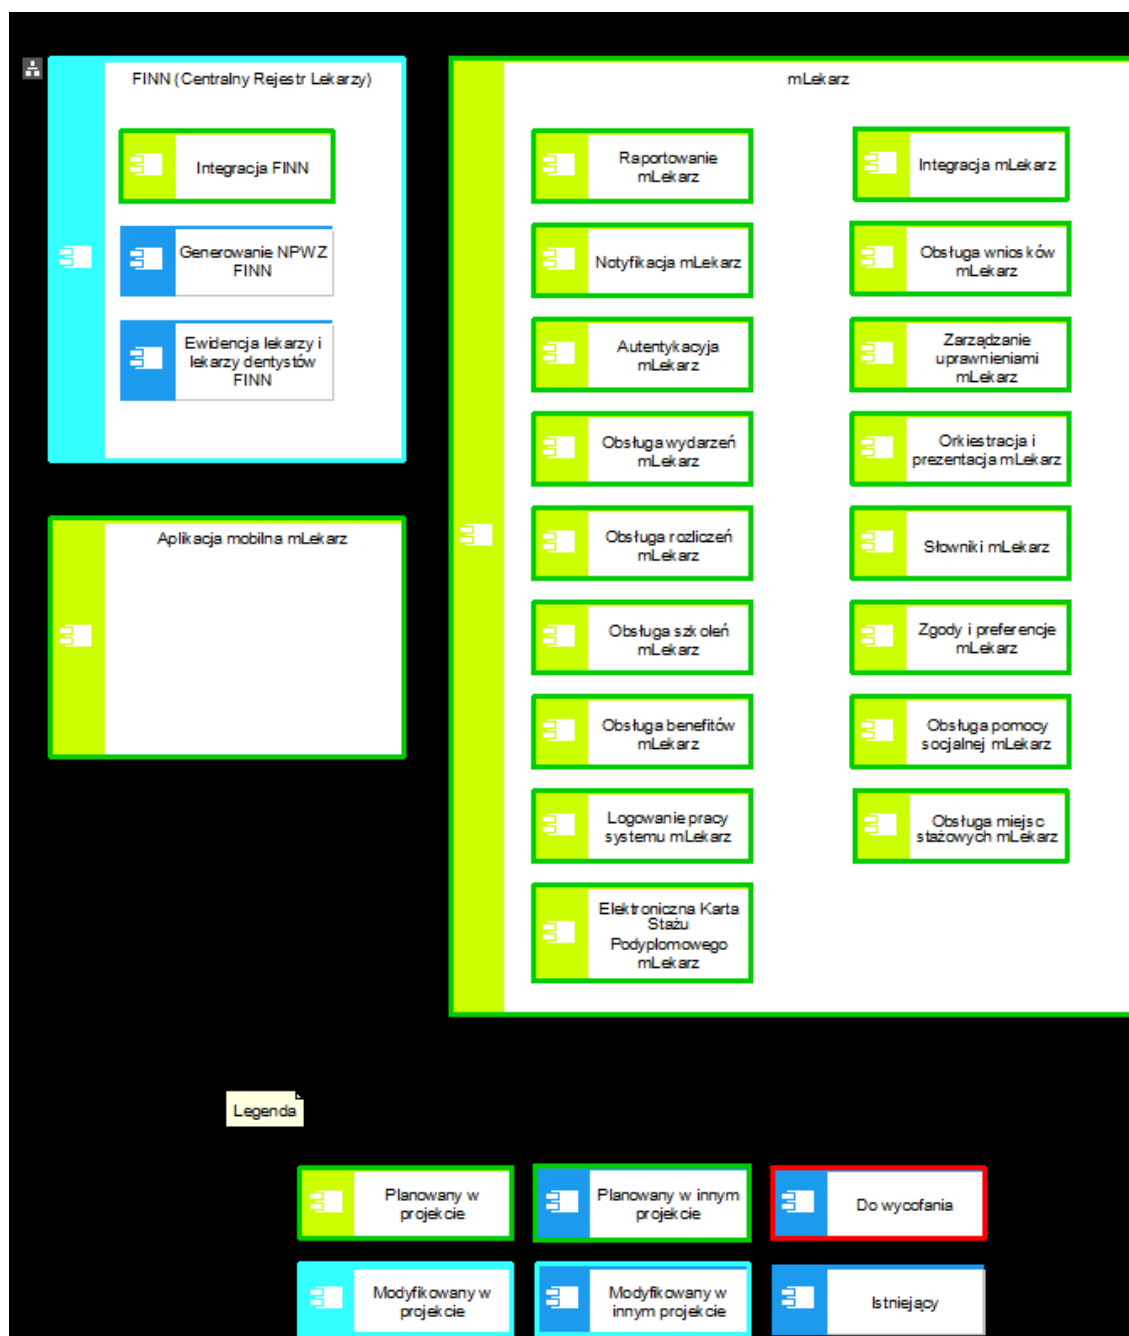 FINN (Centralny Rejestr Lekarzy)
Integracja FINN
Generowanie NPWZ
FINN
Ewidencja lekarzy i
lekarzy dentystów
FINN
Aplikacja mobilna mLekarz
mLekarz
Raportowanie
mLekarz
Integracja mLekarz
Notyfikacja mLekarz
Obsługa wniosków
mLekarz
Autentykacyja
mLekarz
Zarządzanie
uprawnieniami
mLekarz
Obsługa wydarzeń
mLekarz
Orkiestracja i
prezentacja mLekarz
Obsługa rozliczeń
mLekarz
Słowniki mLekarz
Obsługa szkoleń
mLekarz
Zgody i preferencje
mLekarz
Obsługa benefitów
mLekarz
Obsługa pomocy
socjalnej mLekarz
Logowanie pracy
systemu mLekarz
Obsługa miejsc
stażowych mLekarz
Elektroniczna Karta
Stażu
Podyplomowego
mLekarz
Legenda
Planowany w
projekcie
Planowany w innym
projekcie
Do wycofania
Modyfikowany w
projekcie
Modyfikowany w
innym projekcie
Istniejący